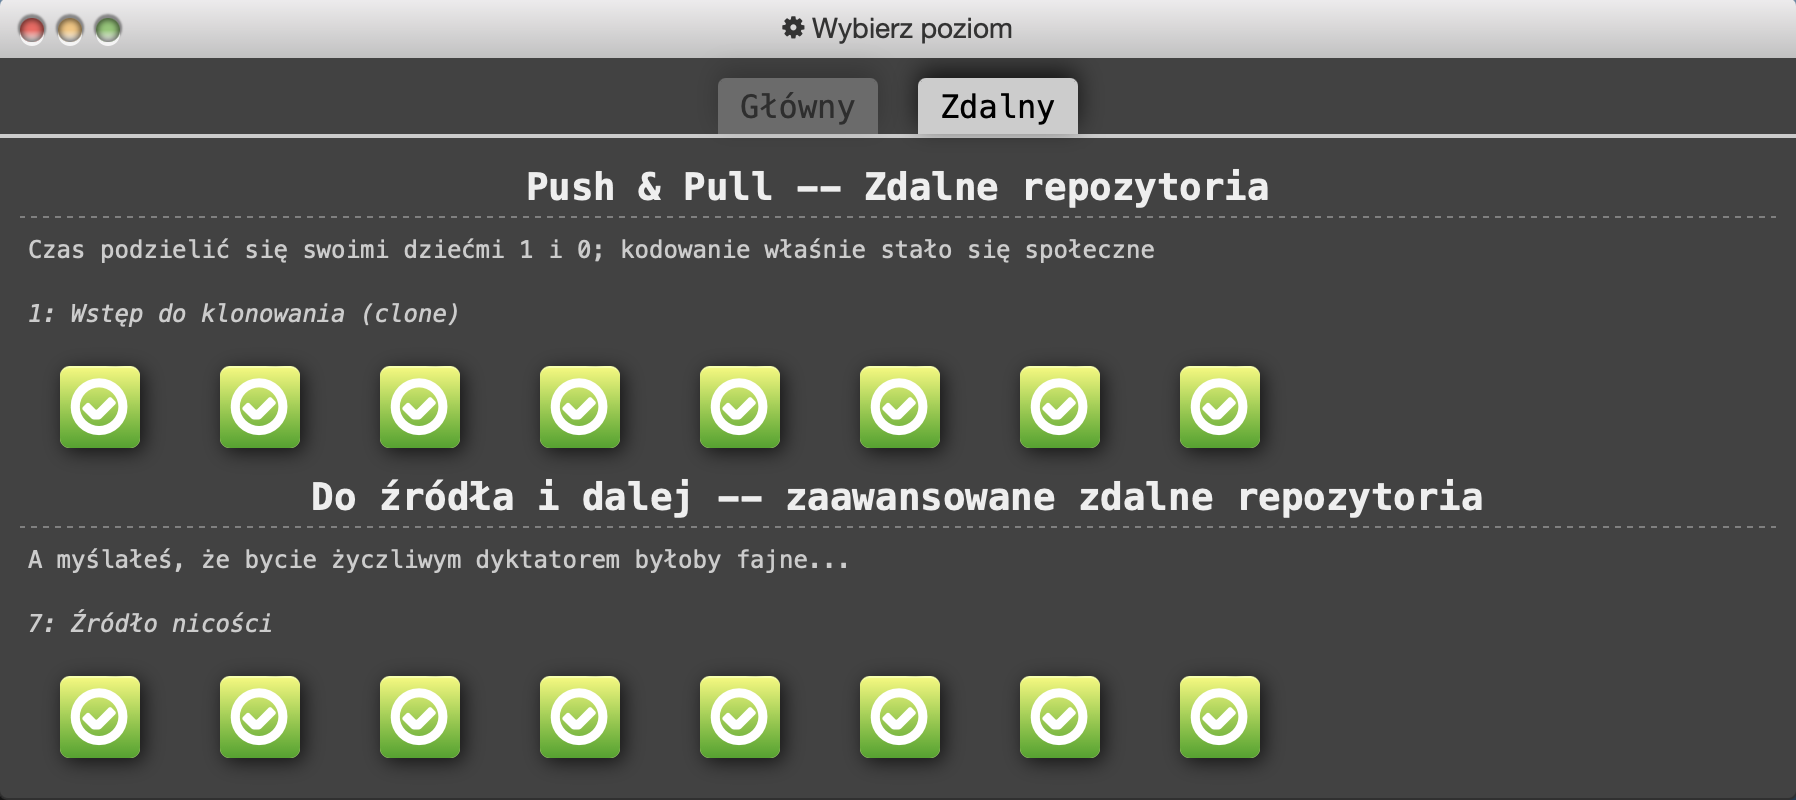 Wybierz poziom
Główny
Zdalny
Push & Pull -- Zdalne repozytoria
Czas podzielić się swoimi dziećmi 1 i 0; kodowanie właśnie stało się społeczne
1: Wstęp do klonowania (clone)
Do źródła i dalej -- zaawansowane zdalne repozytoria
A myślałeś, że bycie życzliwym dyktatorem byłoby fajne...
7: Źródło nicości